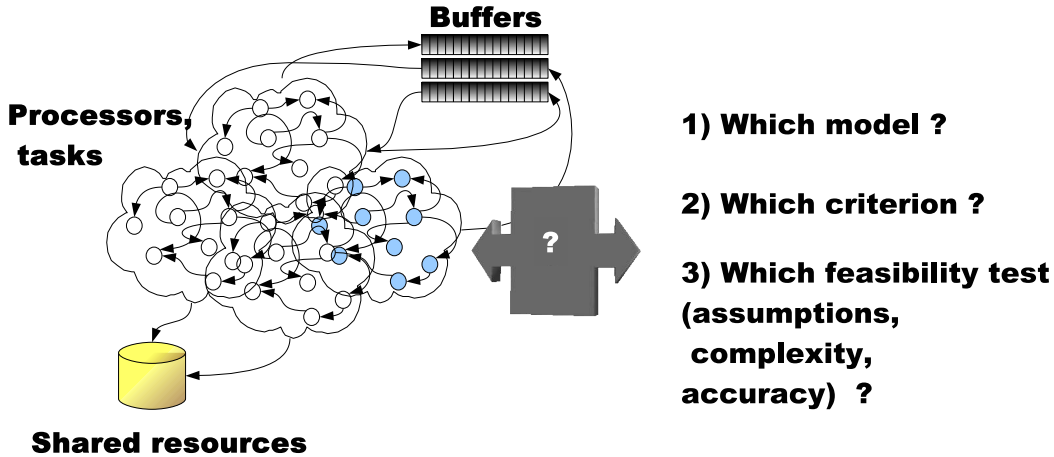 Buffers
Processors,
tasks
1) Which model ?
2) Which criterion ?
?
3) Which feasibility test
(assumptions,
complexity,
accuracy) ?
Shared resources